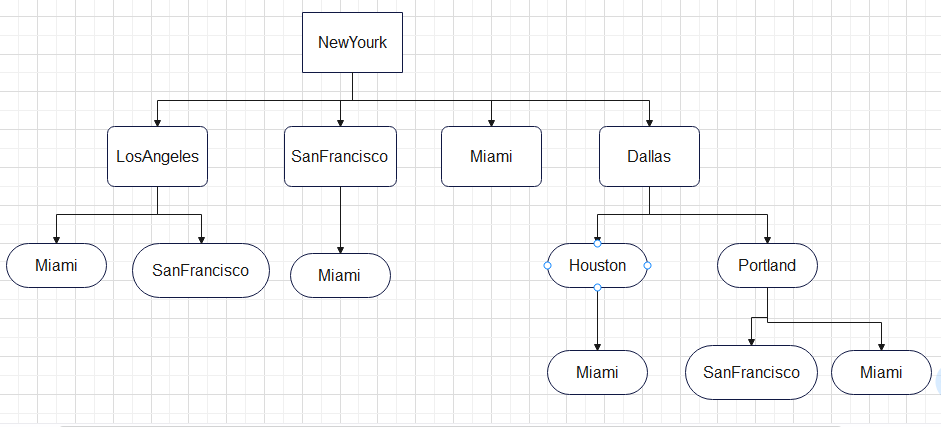 NewYourk
LosAngeles
SanFrancisco
Miami
Dallas
Miami
SanFrancisco
Miami
Houston
Portland
Miami
SanFrancisco
Miami